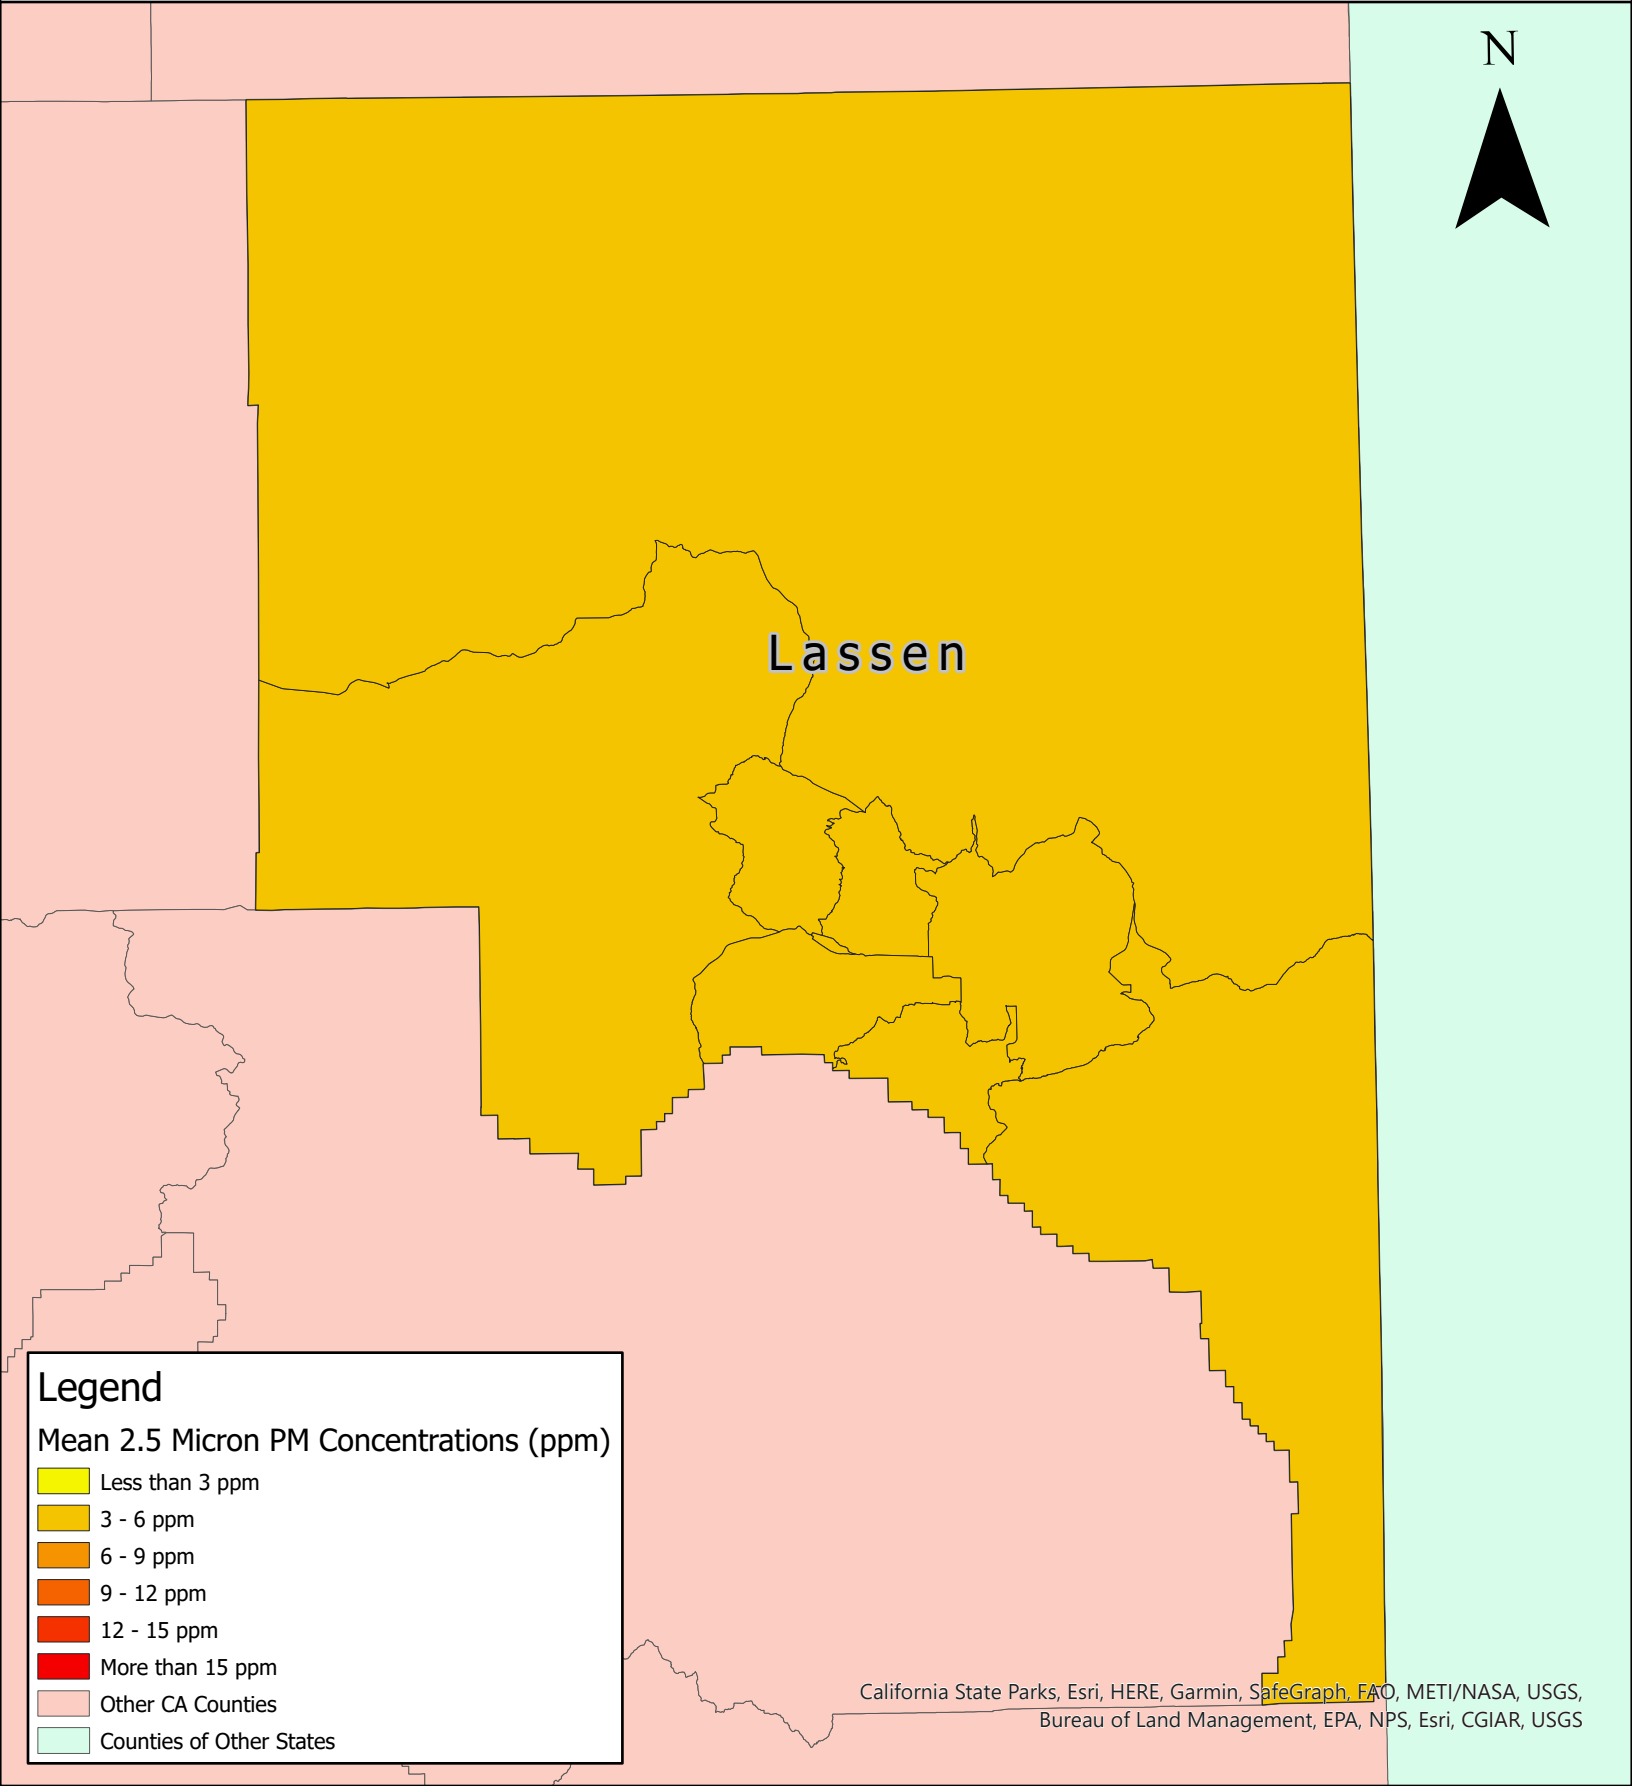 N
Lassen
Legend
Mean 2.5 Micron PM Concentrations (ppm)
Less than 3 ppm
3 - 6 ppm
6 - 9 ppm
9 - 12 ppm
12 - 15 ppm
More than 15 ppm
Other CA Counties
Counties of Other States
California State Parks, Esri, HERE, Garmin, SafeGraph, FAO, METI/NASA, USGS,
Bureau of Land Management, EPA, NPS, Esri, CGIAR, USGS